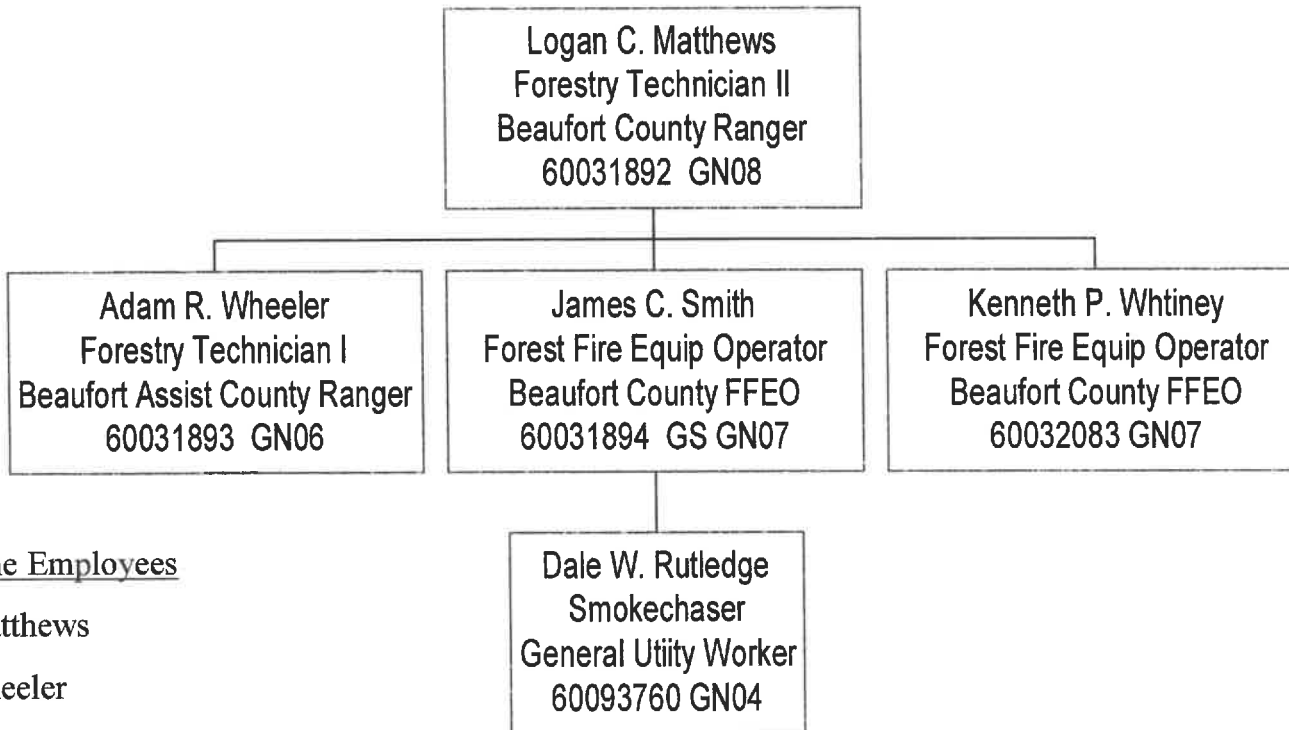 Logan C. Matthews
Forestry Technician II
Beaufort County Ranger
60031892 GN08
Adam R. Wheeler
Forestry Technician I
Beaufort Assist County Ranger
60031893 GN06
James C. Smith
Forest Fire Equip Operator
Beaufort County FFEO
60031894 GS GN07
Kenneth P. Whtiney
Forest Fire Equip Operator
Beaufort County FFEO
60032083 GN07
Dale W. Rutledge
Smokechaser
General Utiity Worker
60093760 GN04
Employees